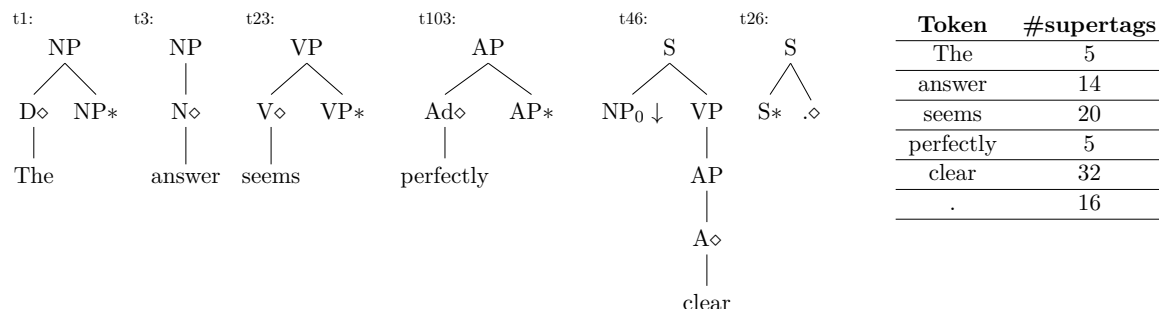 t1: t3: t23: t103: t46: t26:
NP NP VP AP S S
D◇ NP* N◇ V◇ VP* Ad◇ AP* NP₀ ↓ VP S* .◇
The answer seems perfectly AP
A◇
clear
Token #supertags
The 5
answer 14
seems 20
perfectly 5
clear 32
. 16